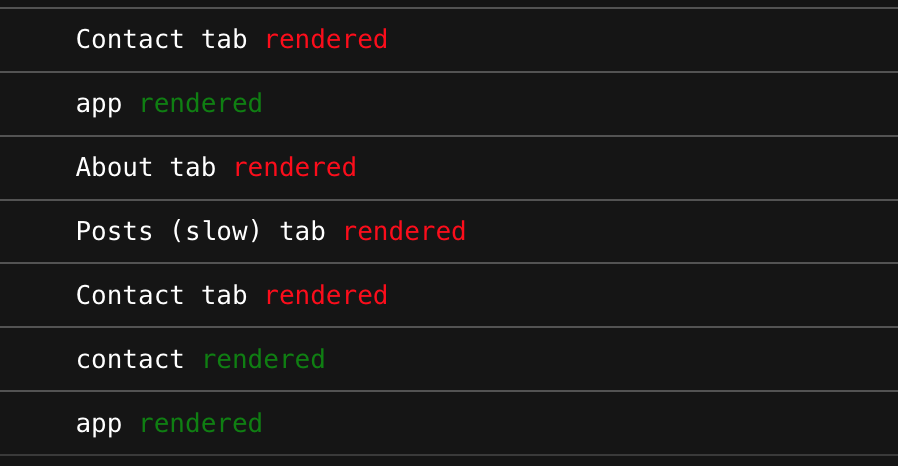 Contact tab rendered
app rendered
About tab rendered
Posts (slow) tab rendered
Contact tab rendered
contact rendered
app rendered